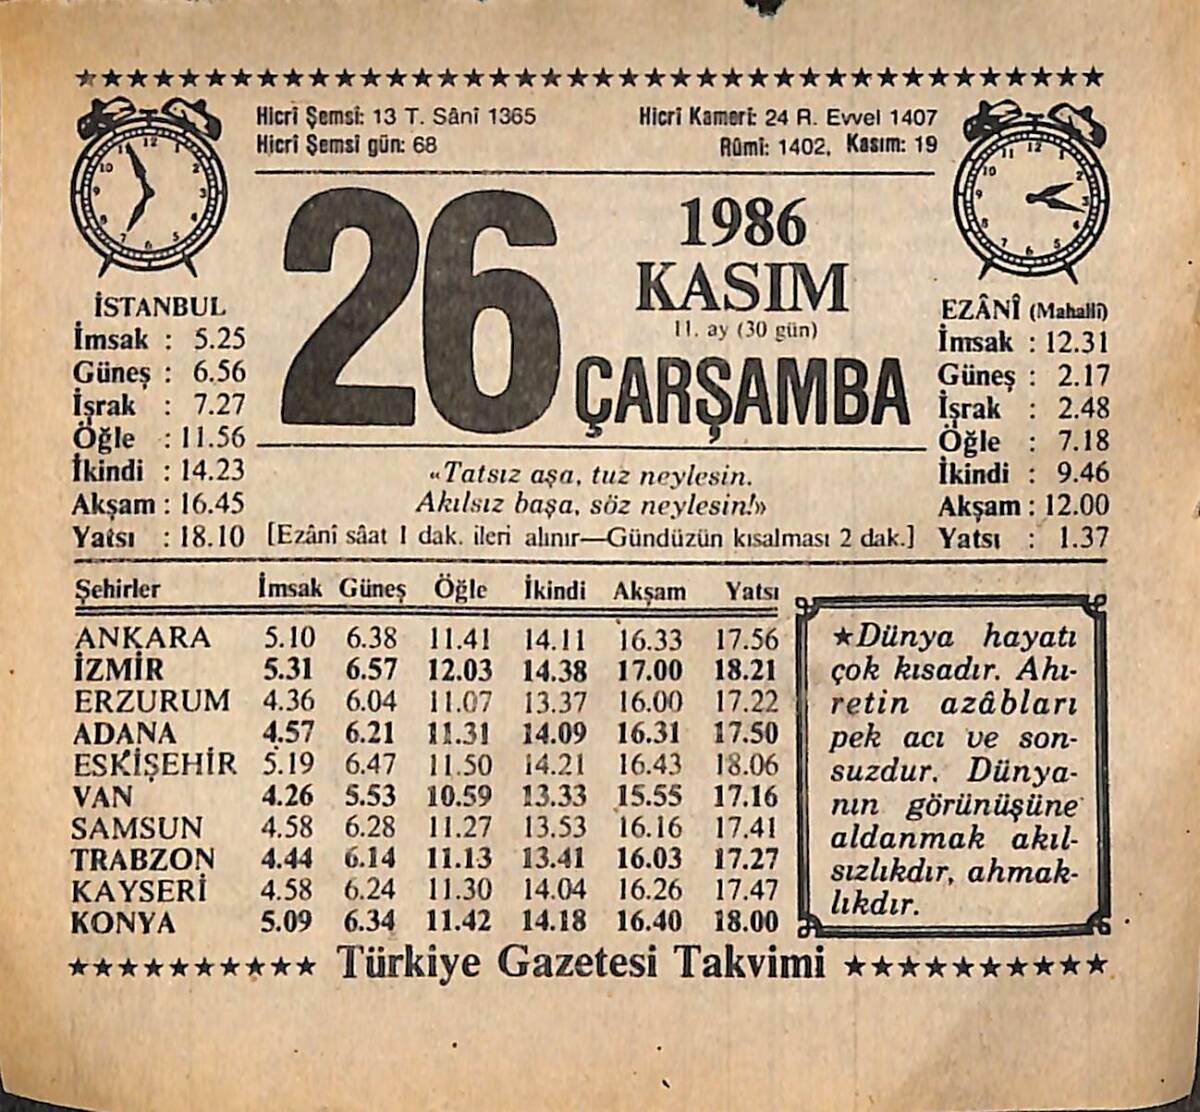 Hicrî Şemsî: 13 T. Sânî 1365
Hicrî Şemsî gün: 68
Hicrî Kamerî: 24 R. Evvel 1407
Rûmî: 1402, Kasım: 19
26
1986
KASIM
11. ay (30 gün)
ÇARŞAMBA
İSTANBUL
İmsak : 5.25
Güneş : 6.56
İşrak : 7.27
Öğle : 11.56
İkindi : 14.23
Akşam : 16.45
Yatsı : 18.10
EZÂNÎ (Mahallî)
İmsak : 12.31
Güneş : 2.17
İşrak : 2.48
Öğle : 7.18
İkindi : 9.46
Akşam : 12.00
Yatsı : 1.37
«Tatsız aşa, tuz neylesin.
Akılsız başa, söz neylesin!»
[Ezânî sâat 1 dak. ileri alınır—Gündüzün kısalması 2 dak.]
Şehirler İmsak Güneş Öğle İkindi Akşam Yatsı
ANKARA 5.10 6.38 11.41 14.11 16.33 17.56
İZMİR 5.31 6.57 12.03 14.38 17.00 18.21
ERZURUM 4.36 6.04 11.07 13.37 16.00 17.22
ADANA 4.57 6.21 11.31 14.09 16.31 17.50
ESKİŞEHİR 5.19 6.47 11.50 14.21 16.43 18.06
VAN 4.26 5.53 10.59 13.33 15.55 17.16
SAMSUN 4.58 6.28 11.27 13.53 16.16 17.41
TRABZON 4.44 6.14 11.13 13.41 16.03 17.27
KAYSERİ 4.58 6.24 11.30 14.04 16.26 17.47
KONYA 5.09 6.34 11.42 14.18 16.40 18.00
★Dünya hayatı
çok kısadır. Ahı-
retin azâbları
pek acı ve son-
suzdur. Dünya-
nın görünüşüne
aldanmak akıl-
sızlıkdır, ahmak-
lıkdır.
★★★★★★★★★★ Türkiye Gazetesi Takvimi ★★★★★★★★★★